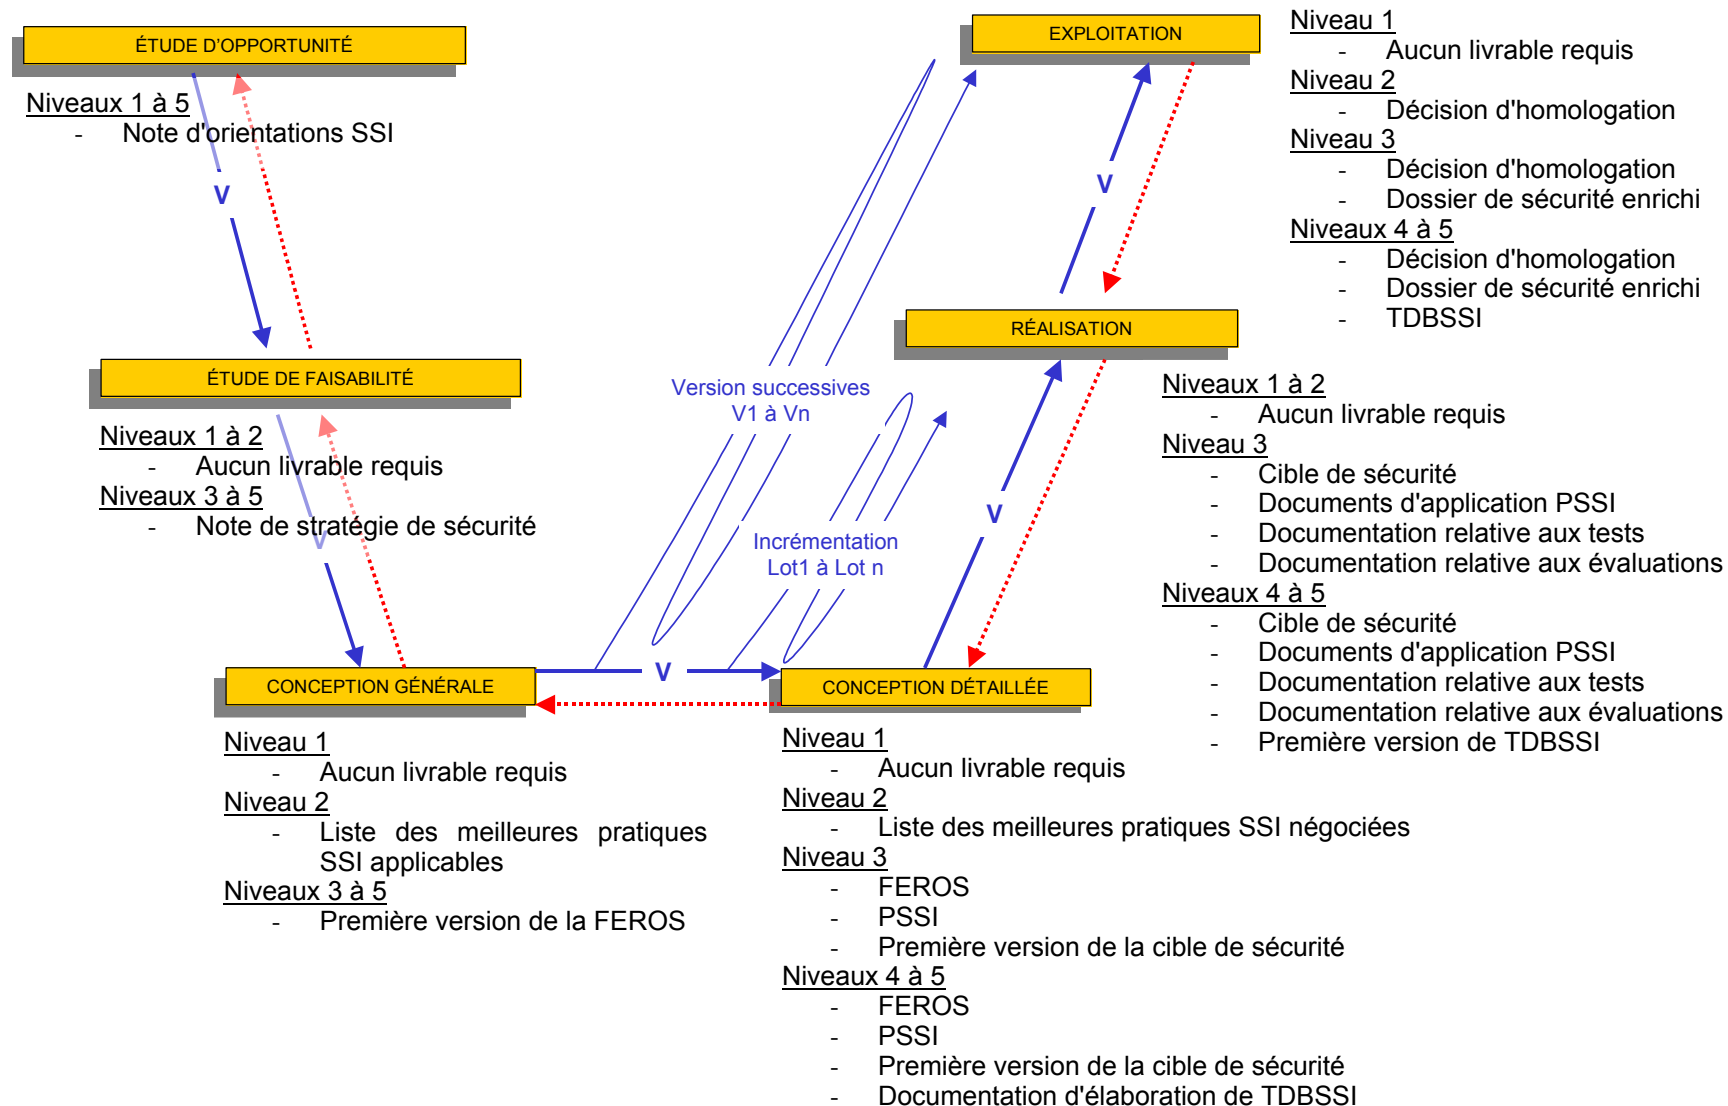 ÉTUDE D'OPPORTUNITÉ
Niveaux 1 à 5
- Note d'orientations SSI
V
ÉTUDE DE FAISABILITÉ
Niveaux 1 à 2
- Aucun livrable requis
Niveaux 3 à 5
- Note de stratégie de sécurité
V
CONCEPTION GÉNÉRALE
Niveau 1
- Aucun livrable requis
Niveau 2
- Liste des meilleures pratiques
SSI applicables
Niveaux 3 à 5
- Première version de la FEROS
V
Version successives
V1 à Vn
Incrémentation
Lot1 à Lot n
CONCEPTION DÉTAILLÉE
Niveau 1
- Aucun livrable requis
Niveau 2
- Liste des meilleures pratiques SSI négociées
Niveau 3
- FEROS
- PSSI
- Première version de la cible de sécurité
Niveaux 4 à 5
- FEROS
- PSSI
- Première version de la cible de sécurité
- Documentation d'élaboration de TDBSSI
V
RÉALISATION
Niveaux 1 à 2
- Aucun livrable requis
Niveau 3
- Cible de sécurité
- Documents d'application PSSI
- Documentation relative aux tests
- Documentation relative aux évaluations
Niveaux 4 à 5
- Cible de sécurité
- Documents d'application PSSI
- Documentation relative aux tests
- Documentation relative aux évaluations
- Première version de TDBSSI
V
EXPLOITATION
Niveau 1
- Aucun livrable requis
Niveau 2
- Décision d'homologation
Niveau 3
- Décision d'homologation
- Dossier de sécurité enrichi
Niveaux 4 à 5
- Décision d'homologation
- Dossier de sécurité enrichi
- TDBSSI